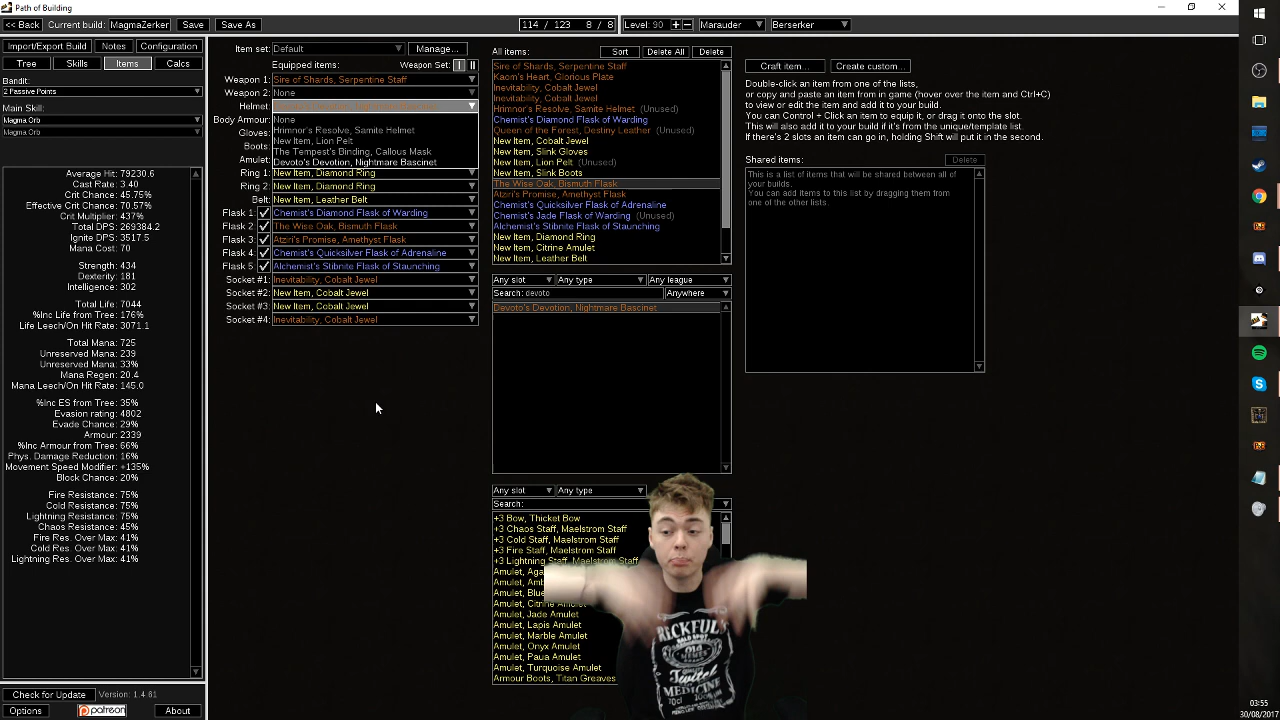 Path of Building
<< Back
Current build: MagmaZerker
Save
Save As
114 / 123 8 / 8
Level: 90 + -
Marauder
Berserker
Import/Export Build
Notes
Configuration
Tree
Skills
Items
Calcs
Bandit:
2 Passive Points
Main Skill:
Magma Orb
Magma Orb
Average Hit: 79230.6
Cast Rate: 3.40
Crit Chance: 45.75%
Effective Crit Chance: 70.57%
Crit Multiplier: 437%
Total DPS: 269384.2
Ignite DPS: 3517.5
Mana Cost: 70
Strength: 434
Dexterity: 181
Intelligence: 302
Total Life: 7044
%Inc Life from Tree: 176%
Life Leech/On Hit Rate: 3071.1
Total Mana: 725
Unreserved Mana: 239
Unreserved Mana: 33%
Mana Regen: 20.4
Mana Leech/On Hit Rate: 145.0
%Inc ES from Tree: 35%
Evasion rating: 4802
Evade Chance: 29%
Armour: 2339
%Inc Armour from Tree: 66%
Phys. Damage Reduction: 16%
Movement Speed Modifier: +135%
Block Chance: 20%
Fire Resistance: 75%
Cold Resistance: 75%
Lightning Resistance: 75%
Chaos Resistance: 45%
Fire Res. Over Max: 41%
Cold Res. Over Max: 41%
Lightning Res. Over Max: 41%
Check for Update
Version: 1.4.61
Options
patreon
About
Item set: Default
Manage...
Equipped items:
Weapon Set: I II
Weapon 1: Sire of Shards, Serpentine Staff
Weapon 2: None
Helmet:
Body Armour: None
Hrimnor's Resolve, Samite Helmet
Gloves: New Item, Lion Pelt
Boots: The Tempest's Binding, Callous Mask
Amulet: Devoto's Devotion, Nightmare Bascinet
Ring 1: New Item, Diamond Ring
Ring 2: New Item, Diamond Ring
Belt: New Item, Leather Belt
Flask 1: Chemist's Diamond Flask of Warding
Flask 2: The Wise Oak, Bismuth Flask
Flask 3: Atziri's Promise, Amethyst Flask
Flask 4: Chemist's Quicksilver Flask of Adrenaline
Flask 5: Alchemist's Stibnite Flask of Staunching
Socket #1: Inevitability, Cobalt Jewel
Socket #2: New Item, Cobalt Jewel
Socket #3: New Item, Cobalt Jewel
Socket #4: Inevitability, Cobalt Jewel
All items:
Sort
Delete All
Delete
Sire of Shards, Serpentine Staff
Kaom's Heart, Glorious Plate
Inevitability, Cobalt Jewel
Inevitability, Cobalt Jewel
Hrimnor's Resolve, Samite Helmet (Unused)
Chemist's Diamond Flask of Warding
Queen of the Forest, Destiny Leather (Unused)
New Item, Cobalt Jewel
New Item, Slink Gloves
New Item, Lion Pelt (Unused)
New Item, Slink Boots
The Wise Oak, Bismuth Flask
Atziri's Promise, Amethyst Flask
Chemist's Quicksilver Flask of Adrenaline
Chemist's Jade Flask of Warding (Unused)
Alchemist's Stibnite Flask of Staunching
New Item, Diamond Ring
New Item, Citrine Amulet
New Item, Leather Belt
Any slot
Any type
Any league
Search: devoto
Anywhere
Devoto's Devotion, Nightmare Bascinet
Any slot
Any type
Search:
+3 Bow, Thicket Bow
+3 Chaos Staff, Maelstrom Staff
+3 Cold Staff, Maelstrom Staff
+3 Fire Staff, Maelstrom Staff
+3 Lightning Staff, Maelstrom Staff
Amulet,
Amulet,
Amulet,
Amulet, Citrine Amulet
Amulet, Jade Amulet
Amulet, Lapis Amulet
Amulet, Marble Amulet
Amulet, Onyx Amulet
Amulet, Paua Amulet
Amulet, Turquoise Amulet
Armour Boots, Titan Greaves
Craft item...
Create custom...
Double-click an item from one of the lists,
or copy and paste an item from in game (hover over the item and Ctrl+C)
to view or edit the item and add it to your build.
You can Control + Click an item to equip it, or drag it onto the slot.
This will also add it to your build if it's from the unique/template list.
If there's 2 slots an item can go in, holding Shift will put it in the second.
Shared items:
Delete
This is a list of items that will be shared between all of
your builds.
You can add items to this list by dragging them from
one of the other lists.
RECKFUL'S
BALD SPOT
MEMES
Twitch
MEDICINE
03:55
30/08/2017